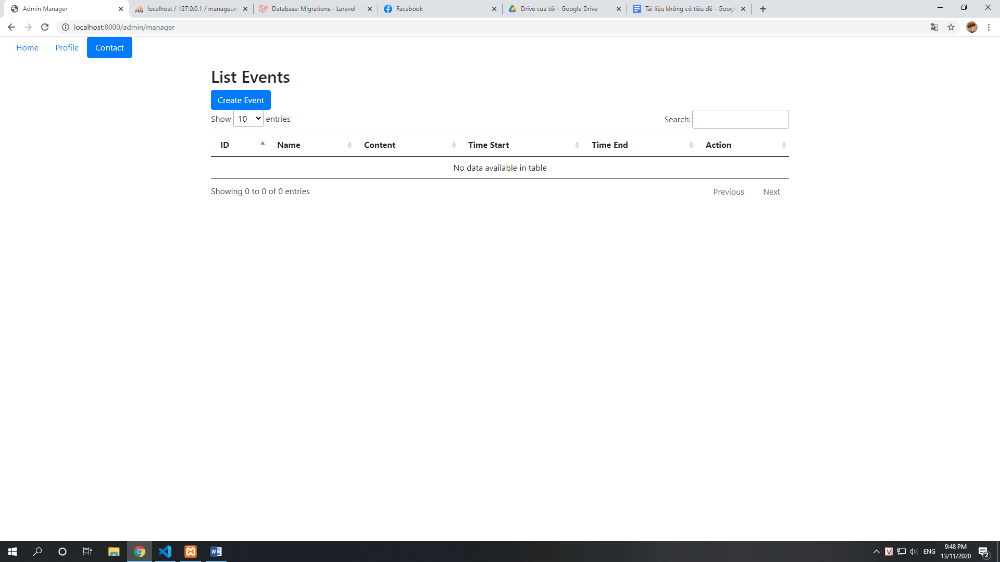 Admin Manager
localhost / 127.0.0.1 / manageun
Database: Migrations - Laravel -
Facebook
Drive của tôi - Google Drive
Tài liệu không có tiêu đề - Googl
localhost:8000/admin/manager
Home Profile Contact
List Events
Create Event
Show 10 entries
Search:
ID Name Content Time Start Time End Action
No data available in table
Showing 0 to 0 of 0 entries
Previous Next
ENG
9:48 PM
13/11/2020
2